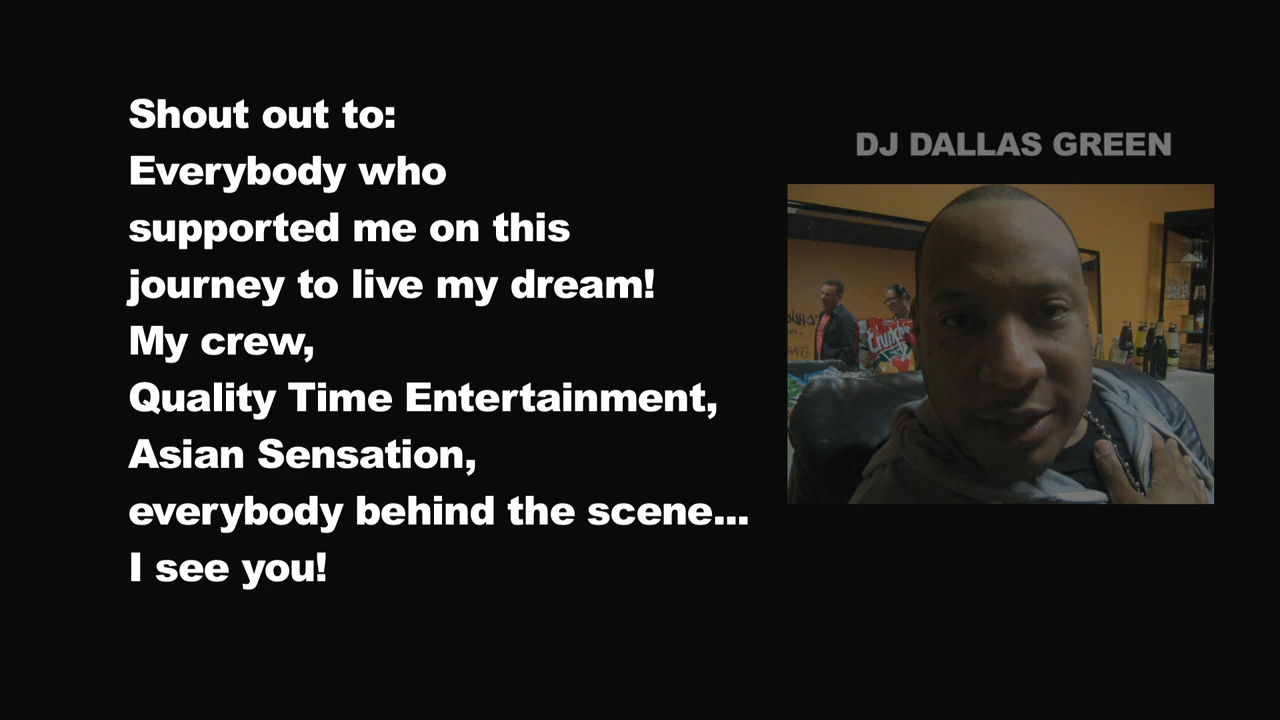 Shout out to:
Everybody who
supported me on this
journey to live my dream!
My crew,
Quality Time Entertainment,
Asian Sensation,
everybody behind the scene...
I see you!
DJ DALLAS GREEN
Crunchy